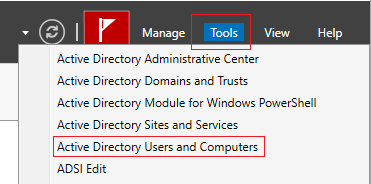 Manage Tools View Help
Active Directory Administrative Center
Active Directory Domains and Trusts
Active Directory Module for Windows PowerShell
Active Directory Sites and Services
Active Directory Users and Computers
ADSI Edit